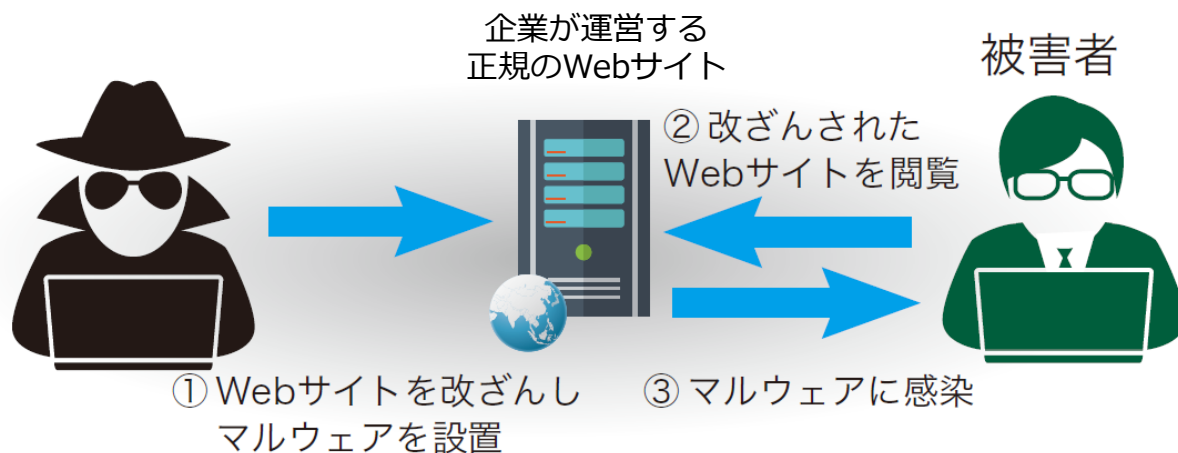 企業が運営する
正規のWebサイト
被害者
② 改ざんされた
Webサイトを閲覧
① Webサイトを改ざんし
マルウェアを設置
③ マルウェアに感染